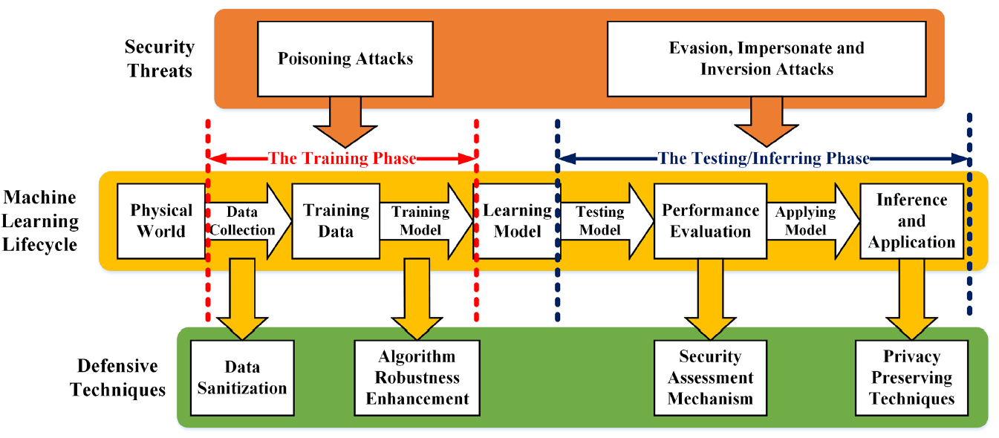 Security
Threats
Poisoning Attacks
Evasion, Impersonate and
Inversion Attacks
The Training Phase
The Testing/Inferring Phase
Machine
Learning
Lifecycle
Physical
World
Data
Collection
Training
Data
Training
Model
Learning
Model
Testing
Model
Performance
Evaluation
Applying
Model
Inference
and
Application
Defensive
Techniques
Data
Sanitization
Algorithm
Robustness
Enhancement
Security
Assessment
Mechanism
Privacy
Preserving
Techniques